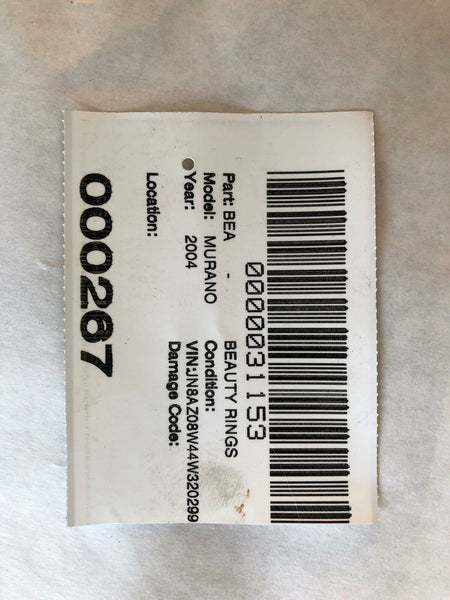 0000031153
Part: BEA - BEAUTY RINGS
Model: MURANO Condition:
Year: 2004 VIN:JN8AZ08W44W320299
Damage Code:
Location:
000267